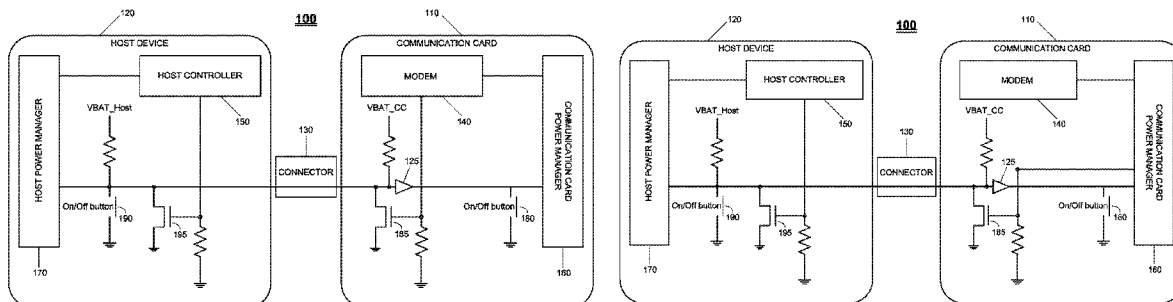 100
120
110
HOST DEVICE
COMMUNICATION CARD
HOST POWER MANAGER
HOST CONTROLLER
MODEM
COMMUNICATION CARD POWER MANAGER
VBAT_Host
150
VBAT_CC
140
130
125
CONNECTOR
On/Off button
190
195
185
On/Off button
180
170
160
100
120
110
HOST DEVICE
COMMUNICATION CARD
HOST POWER MANAGER
HOST CONTROLLER
MODEM
COMMUNICATION CARD POWER MANAGER
VBAT_Host
150
VBAT_CC
140
130
125
CONNECTOR
On/Off button
190
195
185
On/Off button
180
170
160